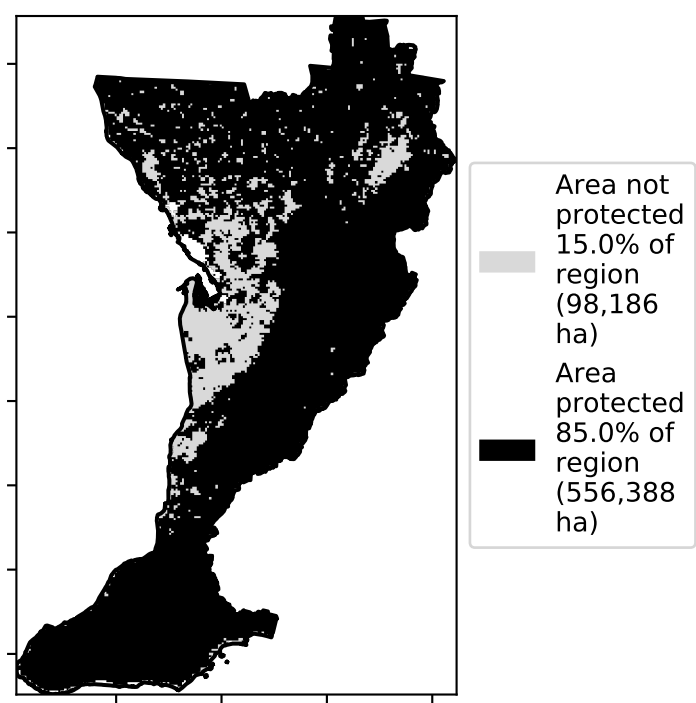 Area not
protected
15.0% of
region
(98,186
ha)
Area
protected
85.0% of
region
(556,388
ha)